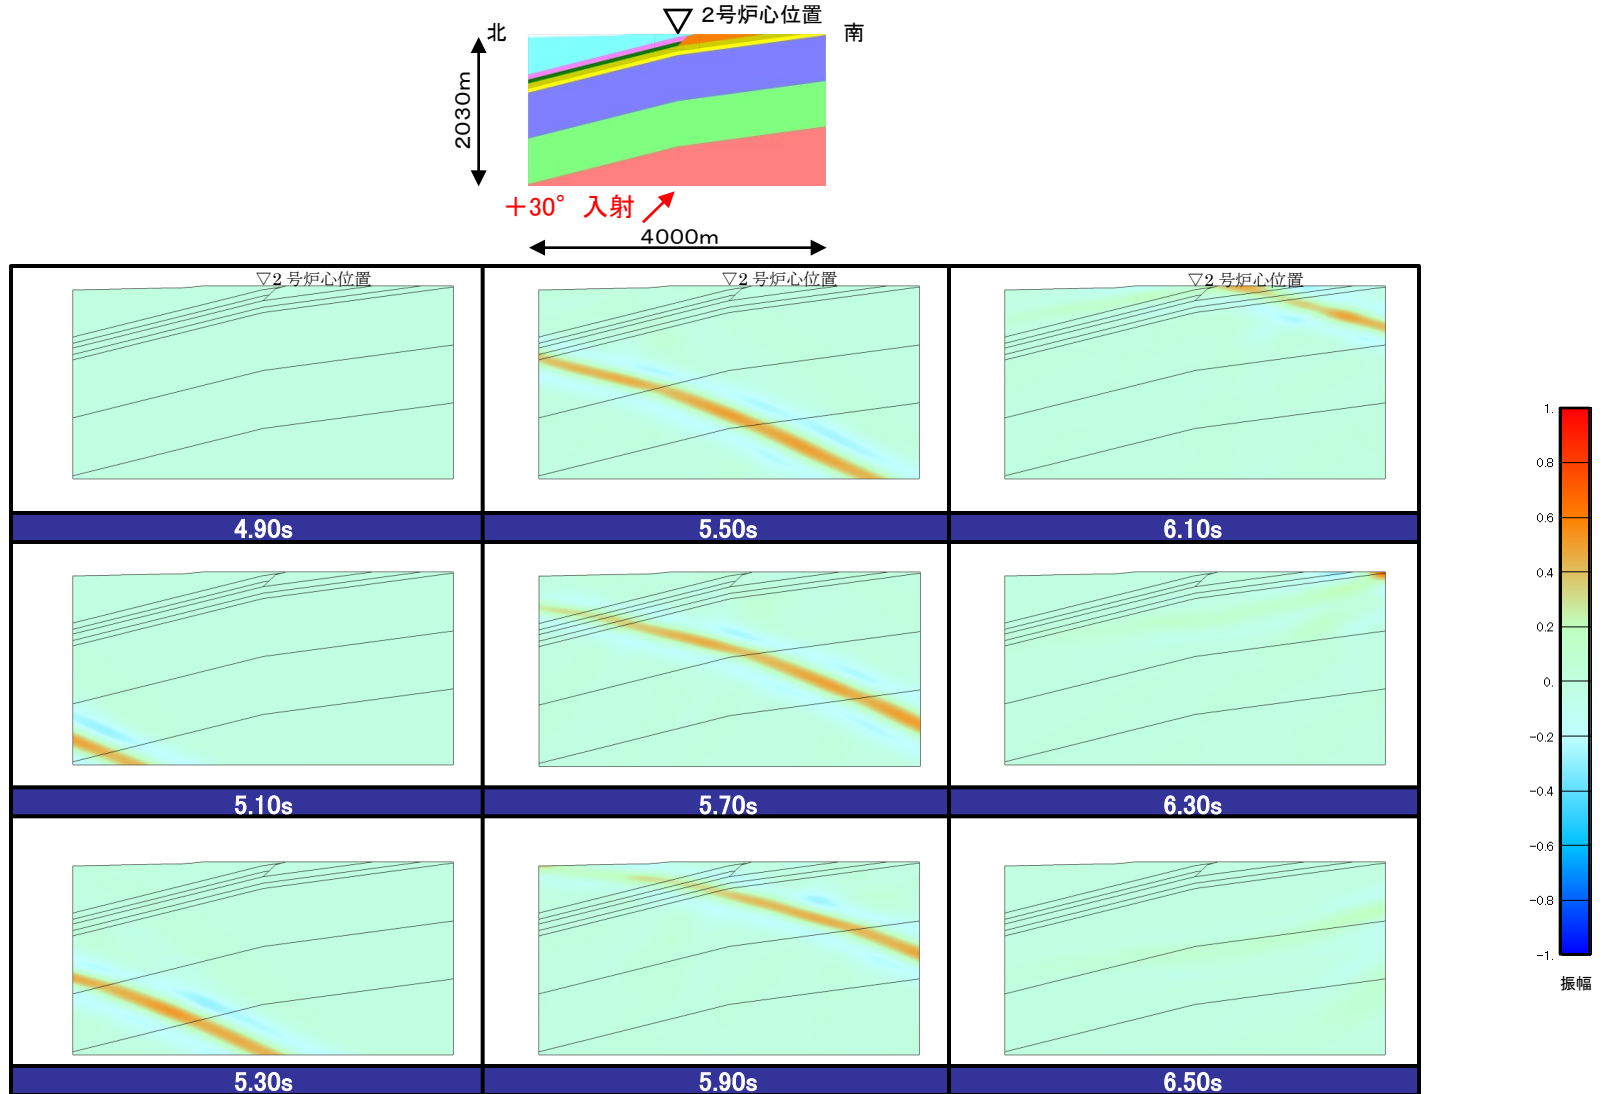 2号炉心位置
北
南
2030m
+30° 入射
4000m
▽2 号炉心位置
▽2 号炉心位置
▽2 号炉心位置
4.90s
5.50s
6.10s
5.10s
5.70s
6.30s
5.30s
5.90s
6.50s
1.
0.8
0.6
0.4
0.2
0.
-0.2
-0.4
-0.6
-0.8
-1.
振幅